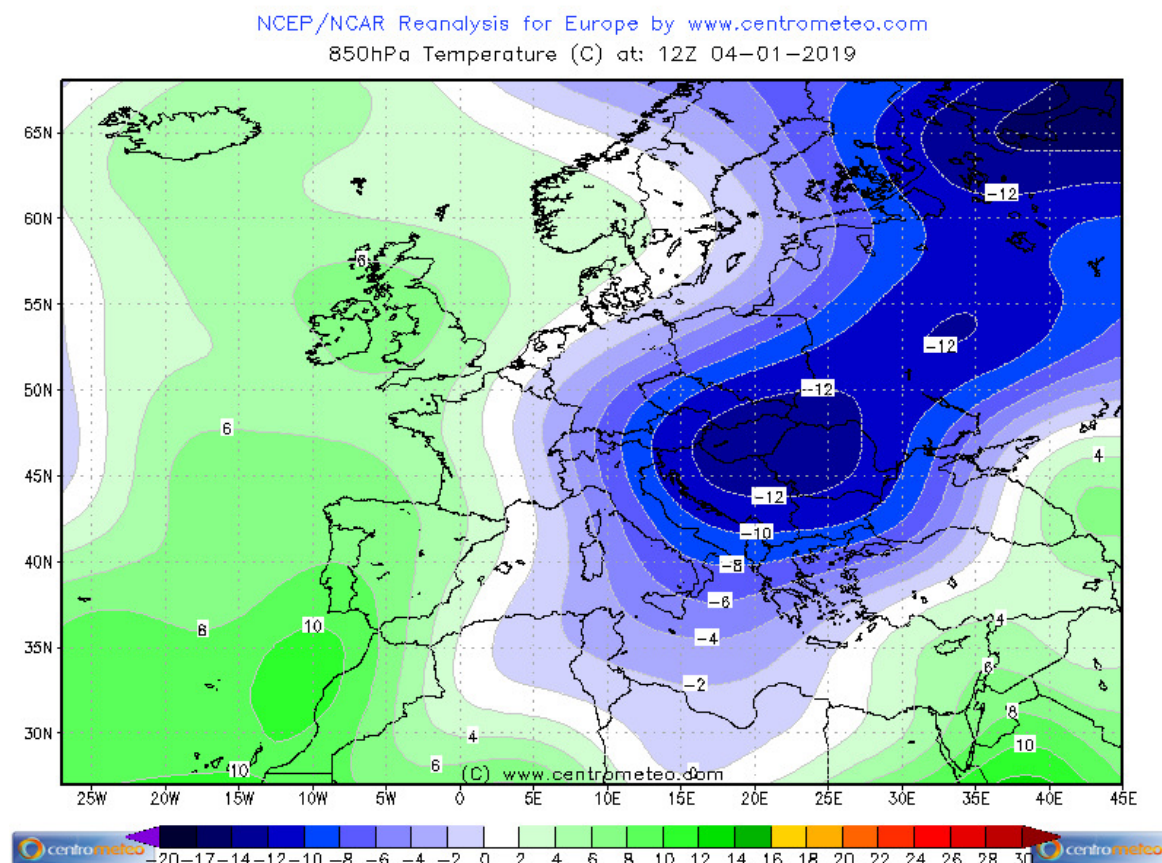 NCEP/NCAR Reanalysis for Europe by www.centrometeo.com
850hPa Temperature (C) at: 12Z 04-01-2019
65N
60N
55N
50N
45N
40N
35N
30N
-12
6
-12
--12
6
4
-12
-10
-8
-6
6
10
4
-4
6
-2
8
4
10
10
6
(C) www.centrometeo.com
25W 20W 15W 10W 5W 0 5E 10E 15E 20E 25E 30E 35E 40E 45E
centrometeo
-20 -17 -14 -12 -10 -8 -6 -4 -2 0 2 4 6 8 10 12 14 16 18 20 22 24 26 28 30
centrometeo